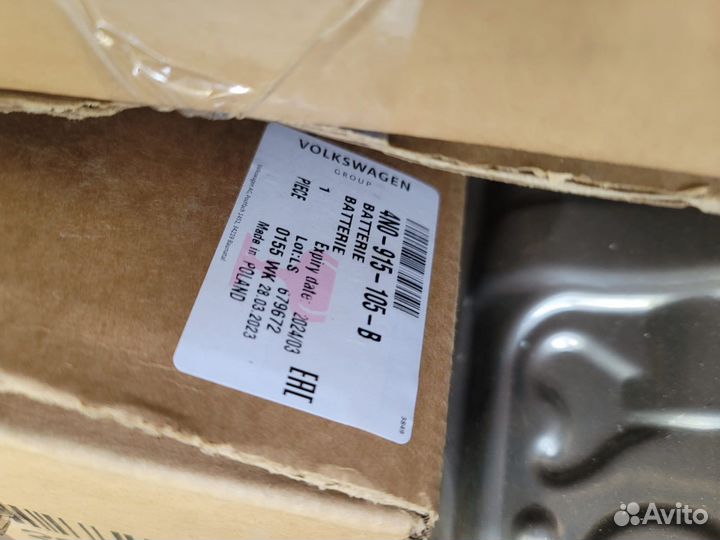 VOLKSWAGEN
GROUP
4N0-915-105-B
BATTERIE
BATTERIE
1
PIECE
Expiry date: 2024/03
Lot:LS 679672
0155 WK 28.03.2023
Made in POLAND
EAC
3849
Avito